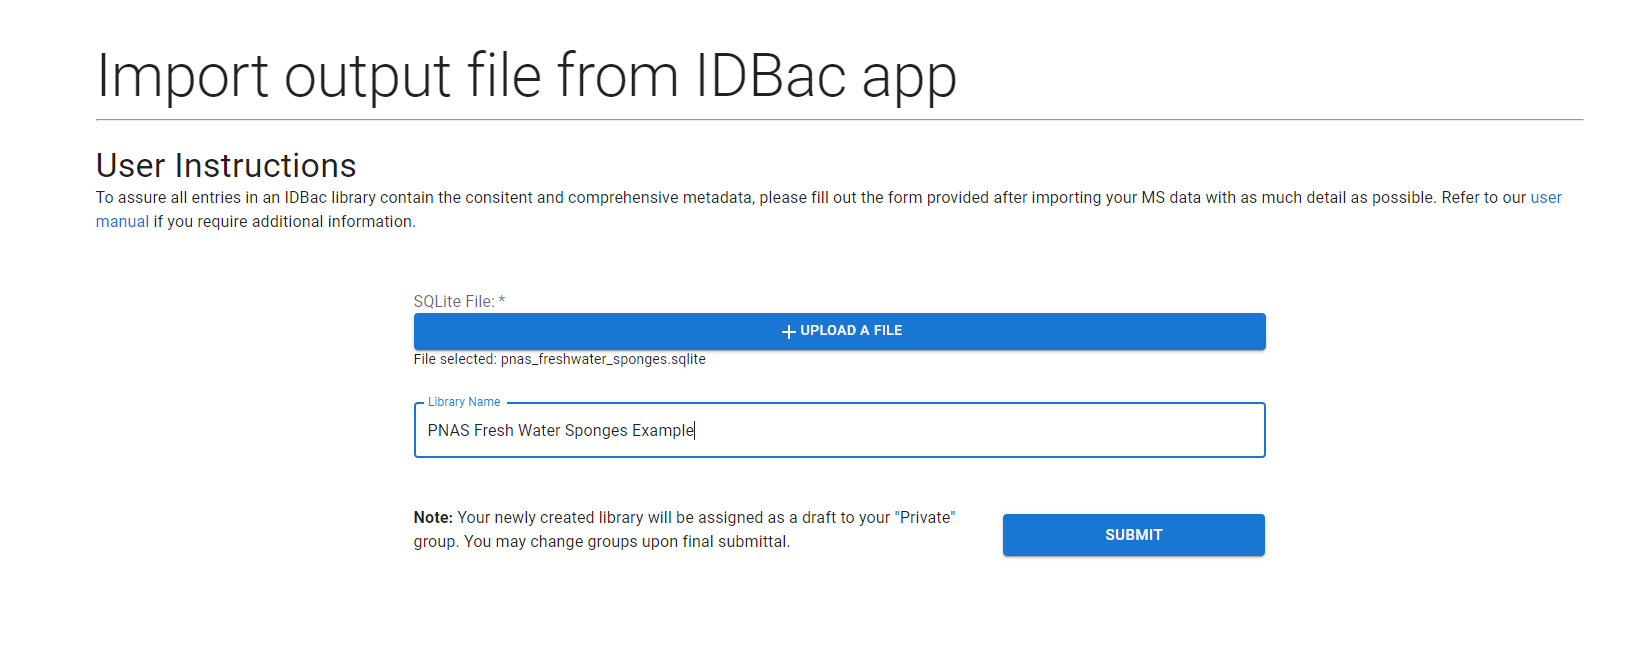 Import output file from IDBac app
User Instructions
To assure all entries in an IDBac library contain the consitent and comprehensive metadata, please fill out the form provided after importing your MS data with as much detail as possible. Refer to our user
manual if you require additional information.
SQLite File: *
UPLOAD A FILE
File selected: pnas_freshwater_sponges.sqlite
Library Name
PNAS Fresh Water Sponges Example
Note: Your newly created library will be assigned as a draft to your "Private"
group. You may change groups upon final submittal.
SUBMIT